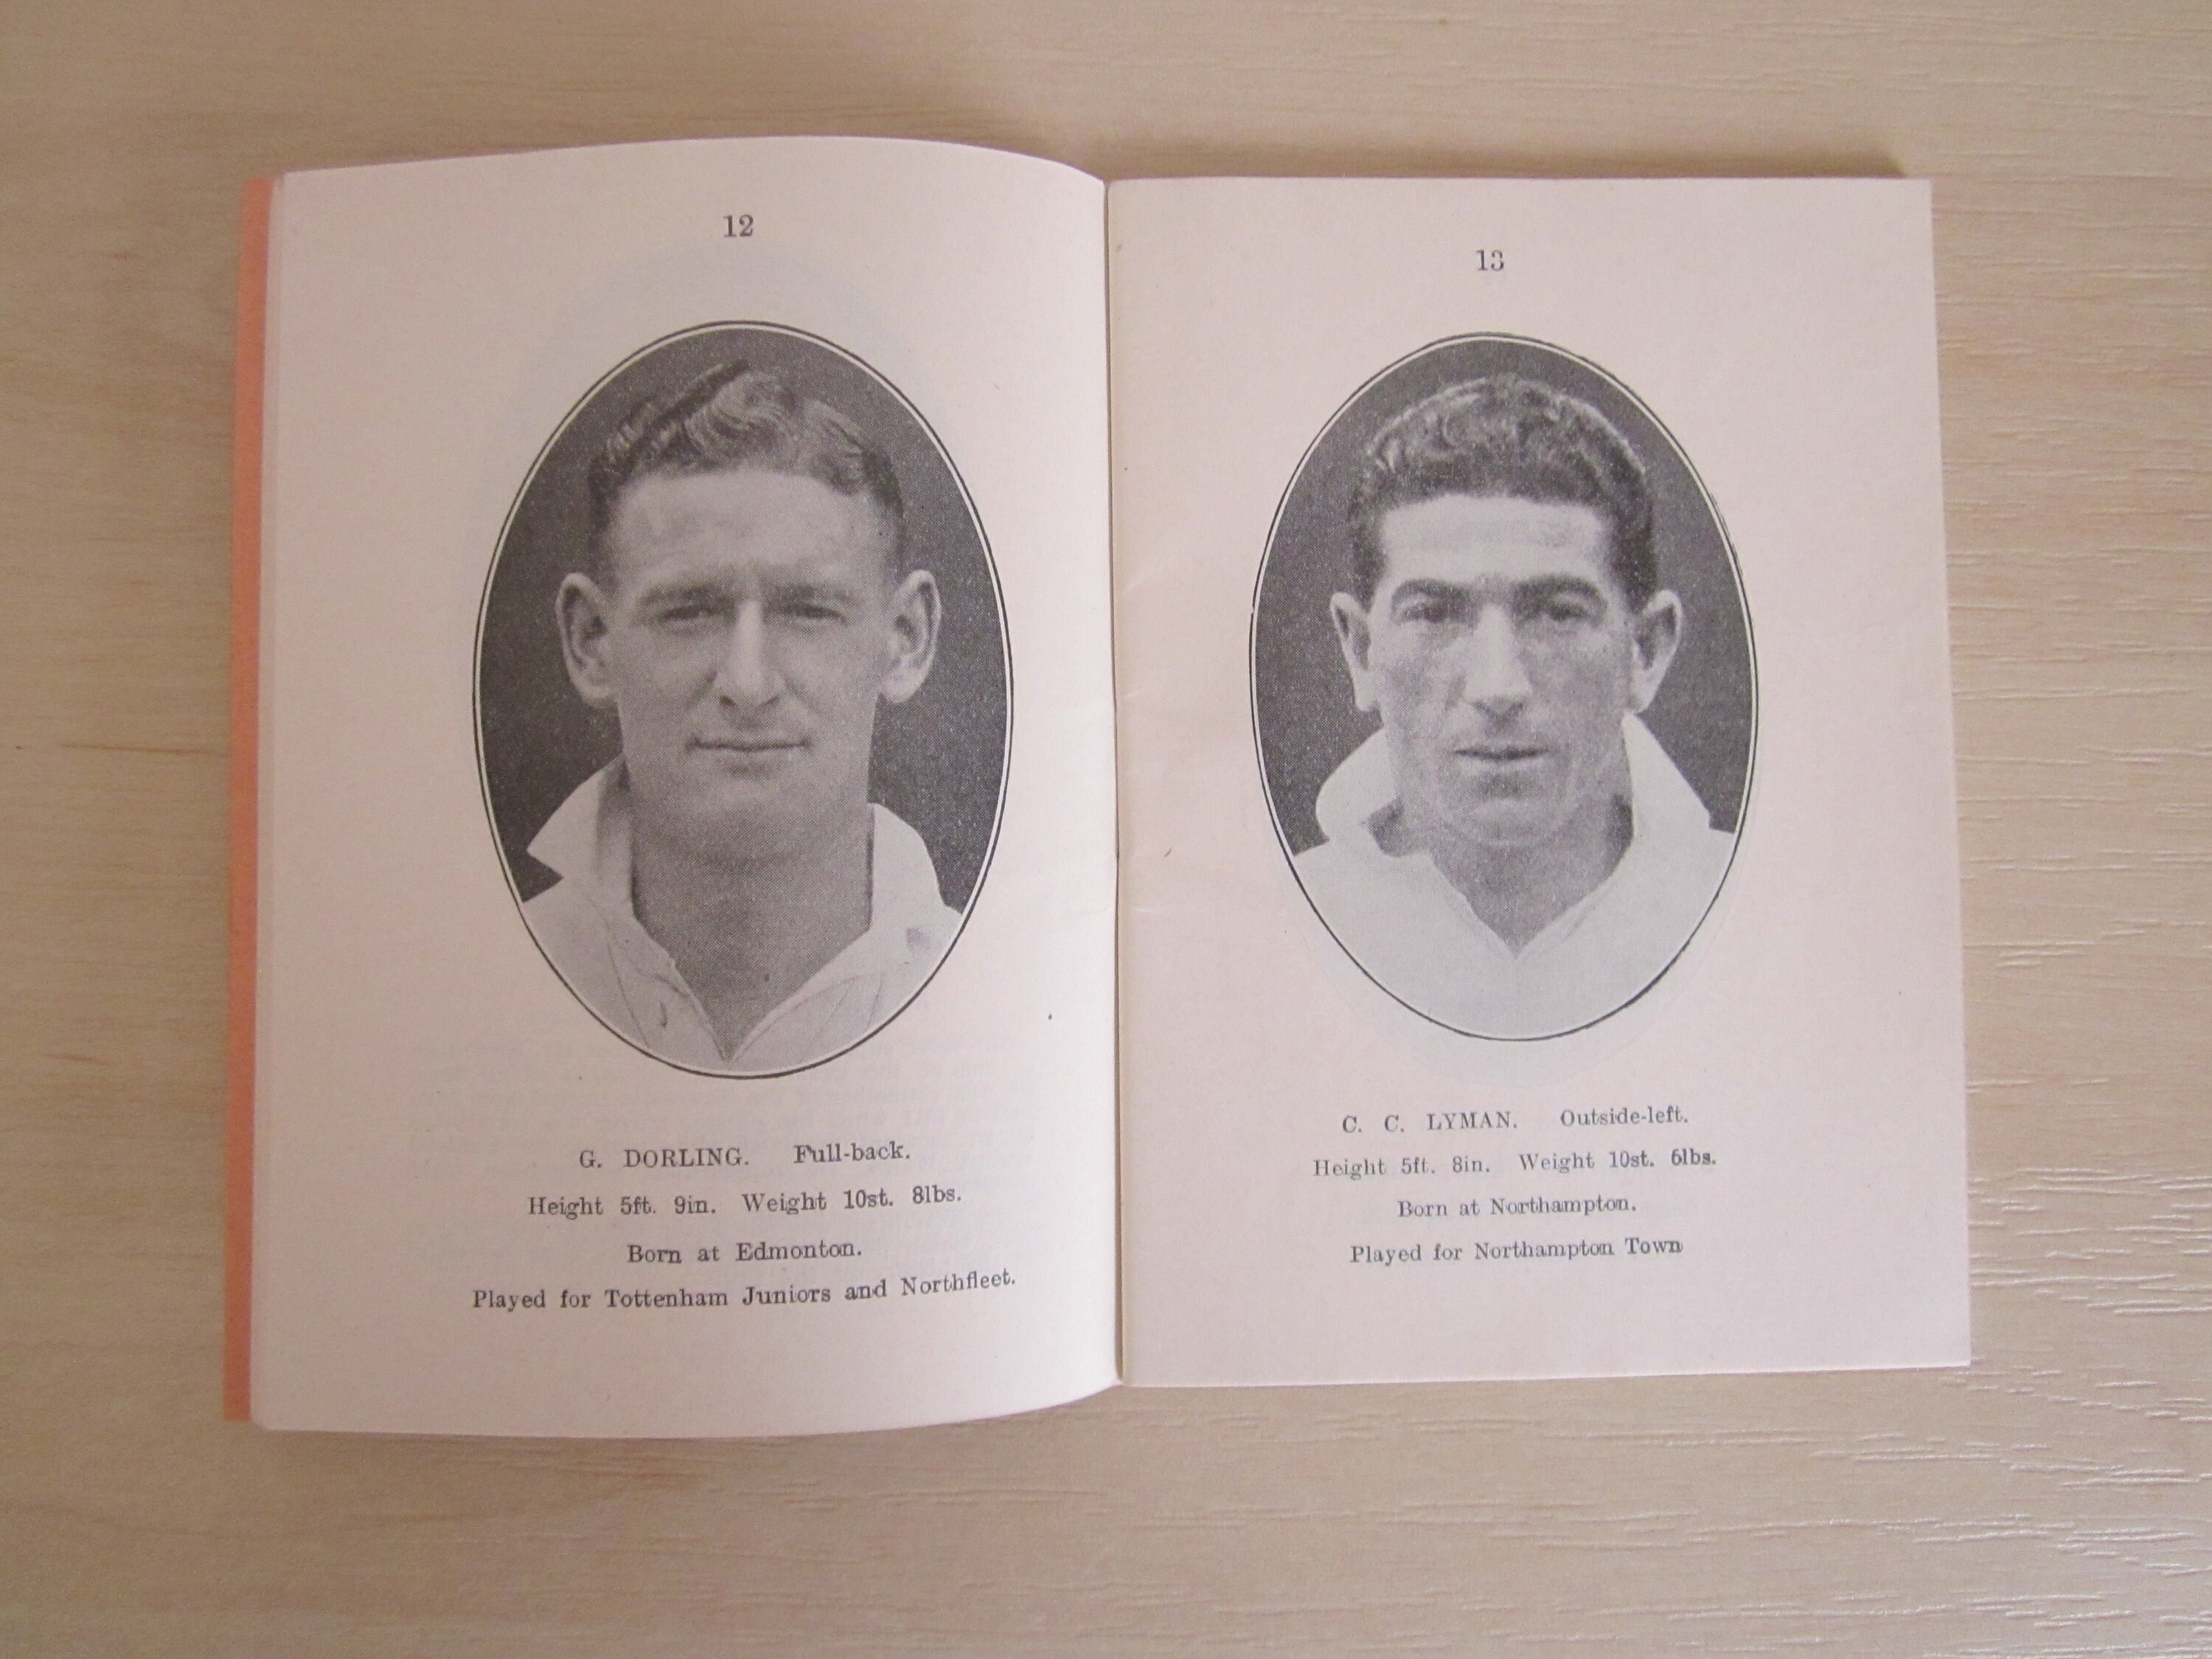 12
G. DORLING. Full-back.
Height 5ft. 9in. Weight 10st. 8lbs.
Born at Edmonton.
Played for Tottenham Juniors and Northfleet.
13
C. C. LYMAN. Outside-left.
Height 5ft. 8in. Weight 10st. 6lbs.
Born at Northampton.
Played for Northampton Town